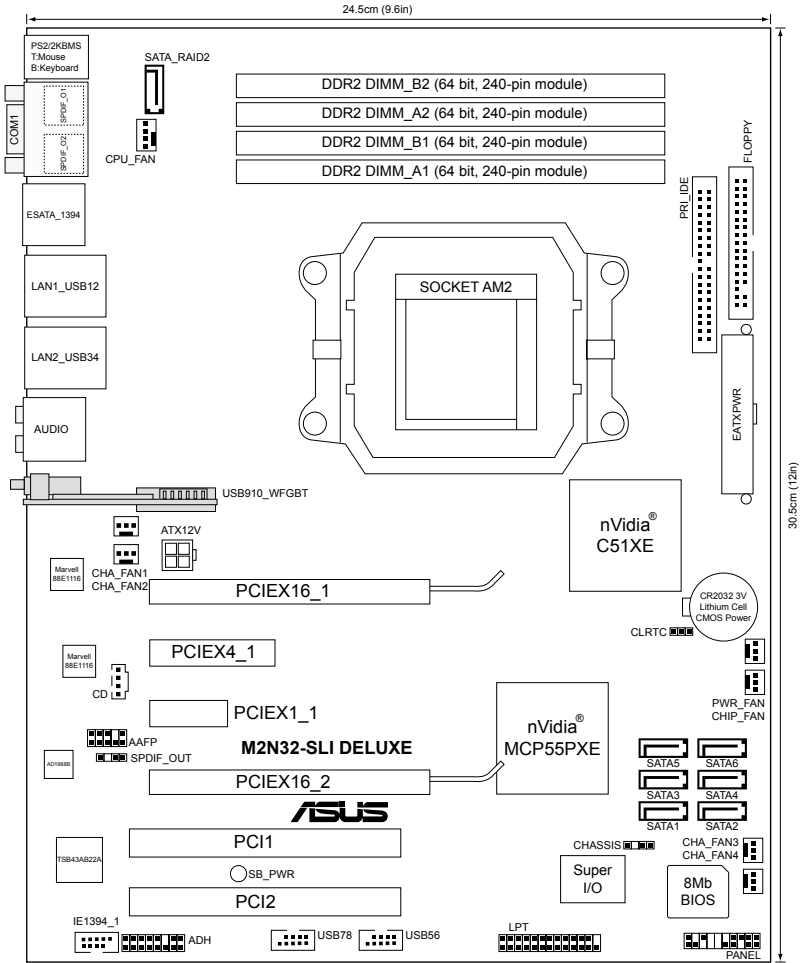 24.5cm (9.6in)
PS2/2KBMS
T:Mouse
B:Keyboard
SATA_RAID2
SPDIF_O1
COM1
SPDIF_O2
CPU_FAN
DDR2 DIMM_B2 (64 bit, 240-pin module)
DDR2 DIMM_A2 (64 bit, 240-pin module)
DDR2 DIMM_B1 (64 bit, 240-pin module)
DDR2 DIMM_A1 (64 bit, 240-pin module)
FLOPPY
PRI_IDE
ESATA_1394
LAN1_USB12
SOCKET AM2
LAN2_USB34
EATXPWR
AUDIO
30.5cm (12in)
USB910_WFGBT
nVidia®
C51XE
ATX12V
CHA_FAN1
CHA_FAN2
Marvell
88E1116
PCIEX16_1
CR2032 3V
Lithium Cell
CMOS Power
CLRTC
Marvell
88E1116
PCIEX4_1
CD
PWR_FAN
CHIP_FAN
PCIEX1_1
nVidia®
MCP55PXE
AAFP
M2N32-SLI DELUXE
SPDIF_OUT
AD1988B
SATA5
SATA6
PCIEX16_2
SATA3
SATA4
ASUS
SATA1
SATA2
PCI1
CHASSIS
CHA_FAN3
CHA_FAN4
TSB43AB22A
SB_PWR
Super
I/O
8Mb
BIOS
PCI2
IE1394_1
ADH
USB78
USB56
LPT
PANEL